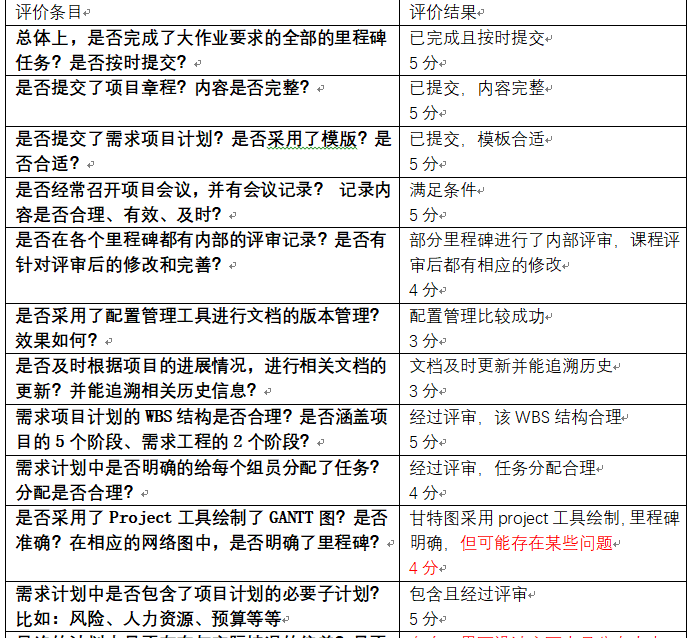 评价条目
评价结果
总体上，是否完成了大作业要求的全部的里程碑
任务？是否按时提交？
已完成且按时提交
5 分
是否提交了项目章程？内容是否完整？
已提交，内容完整
5 分
是否提交了需求项目计划？是否采用了模版？是
否合适？
已提交，模板合适
5 分
是否经常召开项目会议，并有会议记录？ 记录内
容是否合理、有效、及时？
满足条件
5 分
是否在各个里程碑都有内部的评审记录？是否有
针对评审后的修改和完善？
部分里程碑进行了内部评审，课程评
审后都有相应的修改
4 分
是否采用了配置管理工具进行文档的版本管理？
效果如何？
配置管理比较成功
3 分
是否及时根据项目的进展情况，进行相关文档的
更新？并能追溯相关历史信息？
文档及时更新并能追溯历史
3 分
需求项目计划的 WBS 结构是否合理？是否涵盖项
目的 5 个阶段、需求工程的 2 个阶段？
经过评审，该 WBS 结构合理
5 分
需求计划中是否明确的给每个组员分配了任务？
分配是否合理？
经过评审，任务分配合理
4 分
是否采用了 Project 工具绘制了 GANTT 图？是否
准确？在相应的网络图中，是否明确了里程碑？
甘特图采用 project 工具绘制，里程碑
明确，但可能存在某些问题
4 分
需求计划中是否包含了项目计划的必要子计划？
比如：风险、人力资源、预算等等
包含且经过评审
5 分